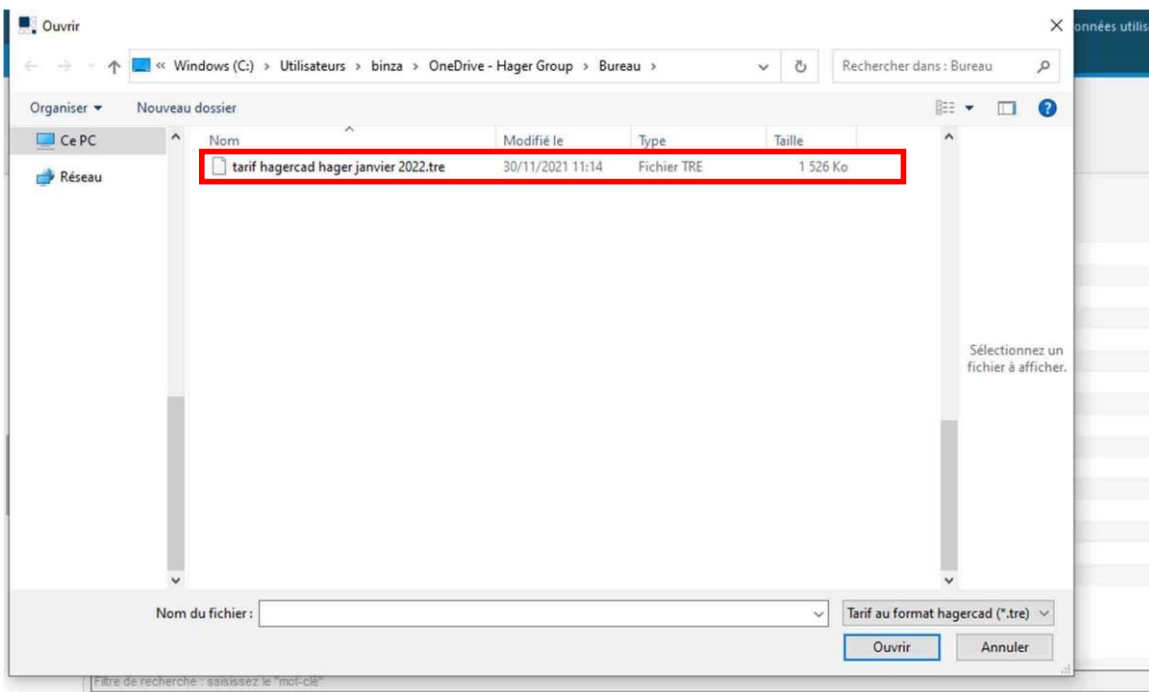 Ouvrir
onnées utilis
« Windows (C:) > Utilisateurs > binza > OneDrive - Hager Group > Bureau >
Rechercher dans : Bureau
Organiser
Nouveau dossier
Ce PC
Réseau
Nom Modifié le Type Taille
tarif hagercad hager janvier 2022.tre 30/11/2021 11:14 Fichier TRE 1 526 Ko
Sélectionnez un
fichier à afficher.
Nom du fichier :
Tarif au format hagercad (*.tre)
Ouvrir
Annuler
Filtre de recherche : saisissez le "mot-clé"